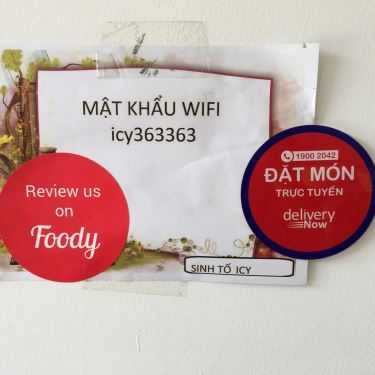 MẬT KHẨU WIFI
icy363363
Review us
on
Foody
1900 2042
ĐẶT MÓN
TRỰC TUYẾN
delivery
Now
SINH TỐ ICY